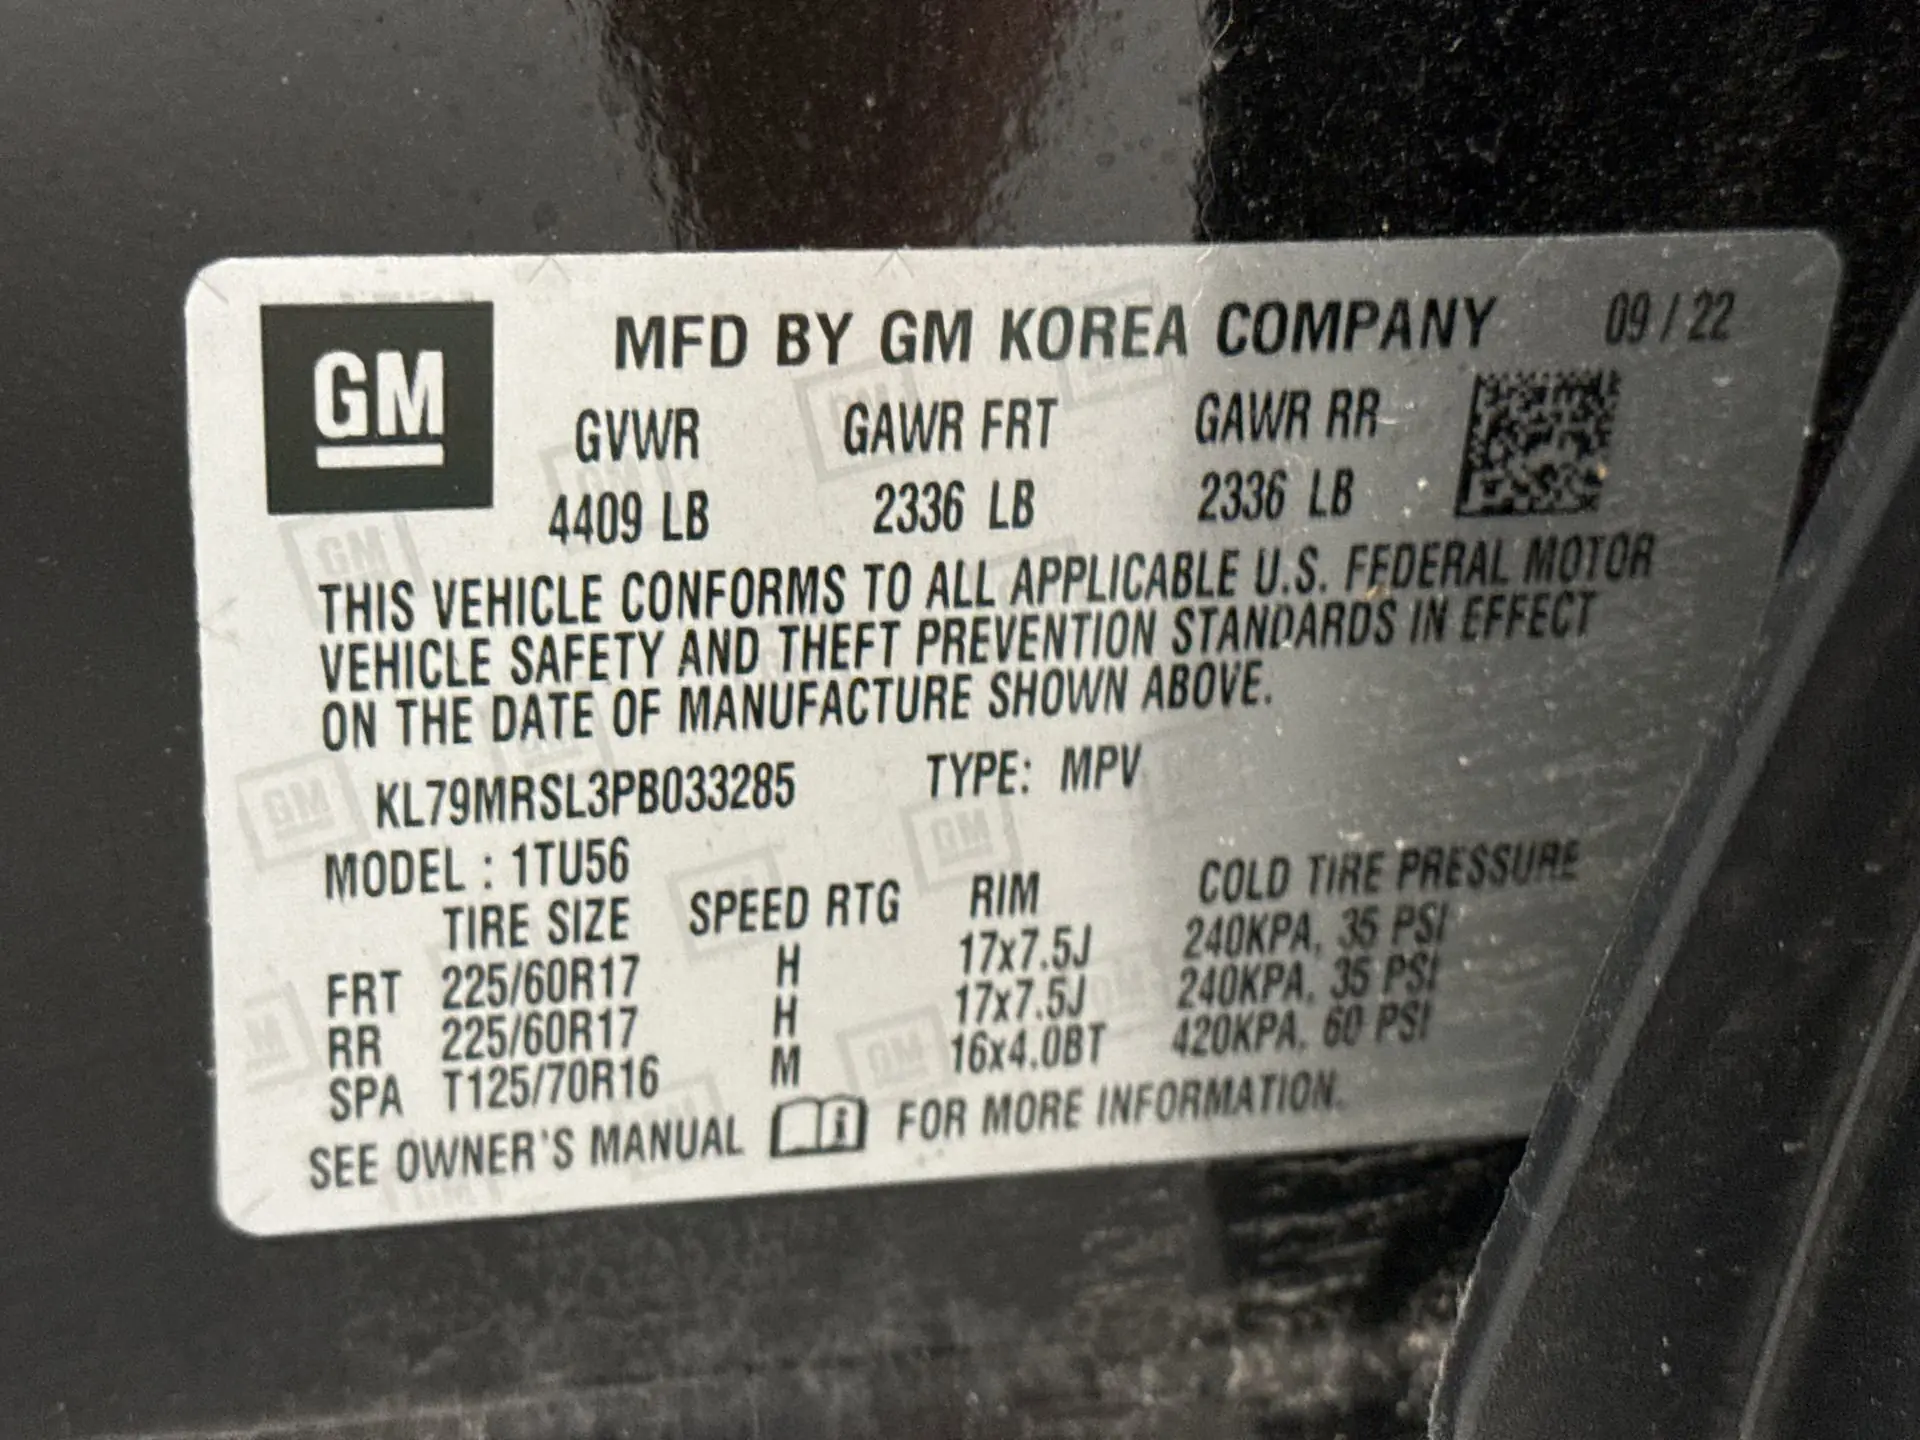 GM
MFD BY GM KOREA COMPANY 09 / 22
GVWR GAWR FRT GAWR RR
4409 LB 2336 LB 2336 LB
THIS VEHICLE CONFORMS TO ALL APPLICABLE U.S. FEDERAL MOTOR
VEHICLE SAFETY AND THEFT PREVENTION STANDARDS IN EFFECT
ON THE DATE OF MANUFACTURE SHOWN ABOVE.
KL79MRSL3PB033285 TYPE: MPV
MODEL : 1TU56
TIRE SIZE SPEED RTG RIM COLD TIRE PRESSURE
FRT 225/60R17 H 17x7.5J 240KPA, 35 PSI
RR 225/60R17 H 17x7.5J 240KPA, 35 PSI
SPA T125/70R16 M 16x4.0BT 420KPA, 60 PSI
SEE OWNER'S MANUAL FOR MORE INFORMATION.